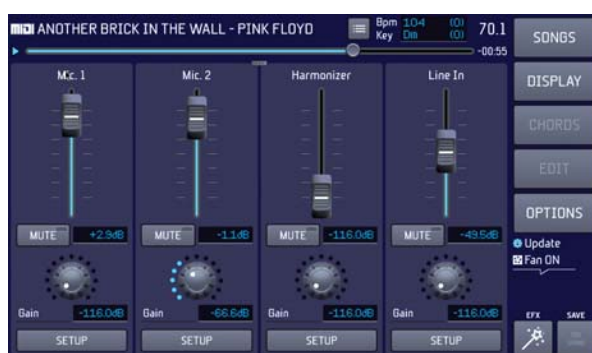 midi ANOTHER BRICK IN THE WALL - PINK FLOYD
Bpm 104 (0)
Key Dm (0)
70.1
-00:55
SONGS
Mic. 1 Mic. 2 Harmonizer Line In
DISPLAY
CHORDS
EDIT
OPTIONS
MUTE +2.9dB MUTE -1.1dB MUTE -116.0dB MUTE -49.5dB
Update
Fan ON
Gain -116.0dB Gain -66.6dB Gain -116.0dB Gain -116.0dB
EFX SAVE
SETUP SETUP SETUP SETUP